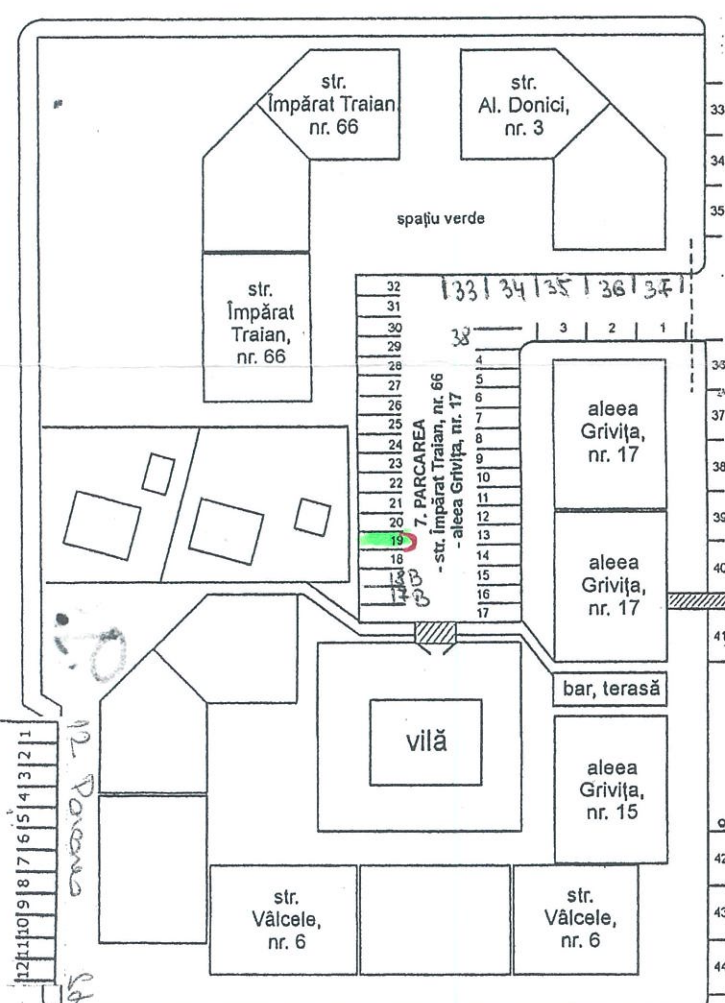 str.
Împărat Traian
nr. 66
str.
Al. Donici,
nr. 3
33
34
35
spațiu verde
str.
Împărat
Traian,
nr. 66
32
31
30
29
28
27
26
25
24
23
22
21
20
19
18
33 34 35 36 37
38
3 2 1
4
5
6
7
8
9
10
11
12
13
14
15
16
17
7. PARCAREA
- str. Împărat Traian, nr. 66
- aleea Grivița, nr. 17
aleea
Grivița,
nr. 17
aleea
Grivița,
nr. 17
37
38
39
40
41
bar, terasă
vilă
aleea
Grivița,
nr. 15
1
2
3
4
5
6
7
8
9
10
11
12
12
str.
Vâlcele,
nr. 6
str.
Vâlcele,
nr. 6
42
43
44